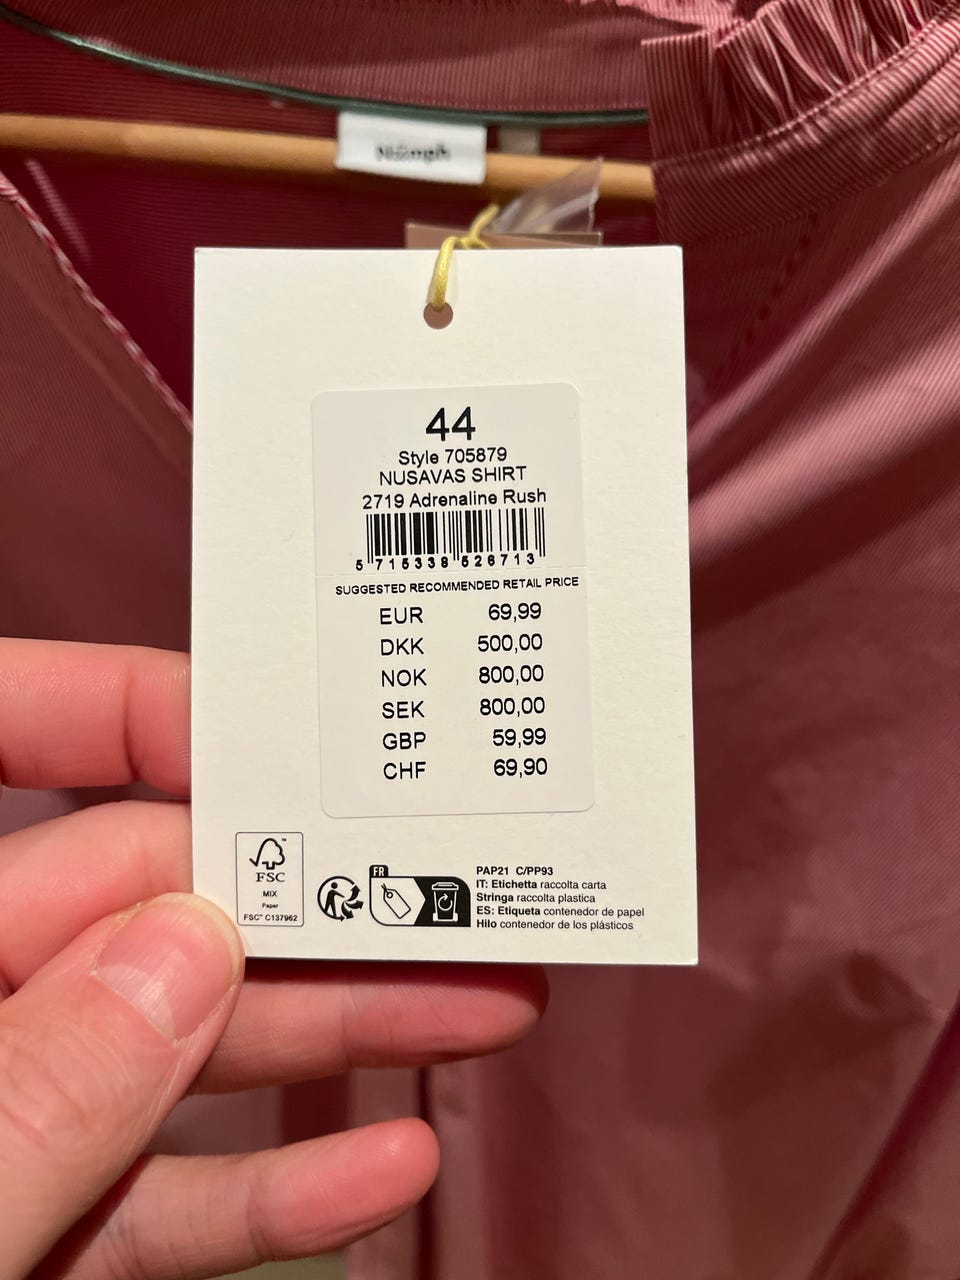 Nümph
44
Style 705879
NUSAVAS SHIRT
2719 Adrenaline Rush
5 715338 526713
SUGGESTED RECOMMENDED RETAIL PRICE
EUR 69,99
DKK 500,00
NOK 800,00
SEK 800,00
GBP 59,99
CHF 69,90
FSC™
MIX
Paper
FSC® C137962
FR
PAP21 C/PP93
IT: Etichetta raccolta carta
Stringa raccolta plastica
ES: Etiqueta contenedor de papel
Hilo contenedor de los plásticos